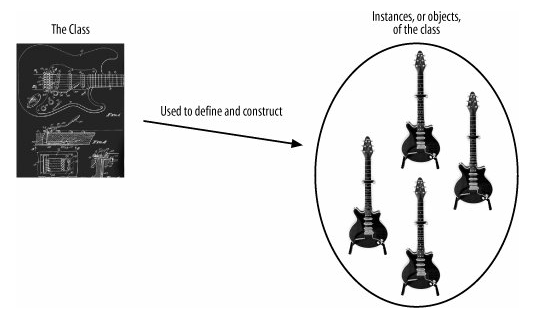 The Class
Instances, or objects,
of the class
Used to define and construct